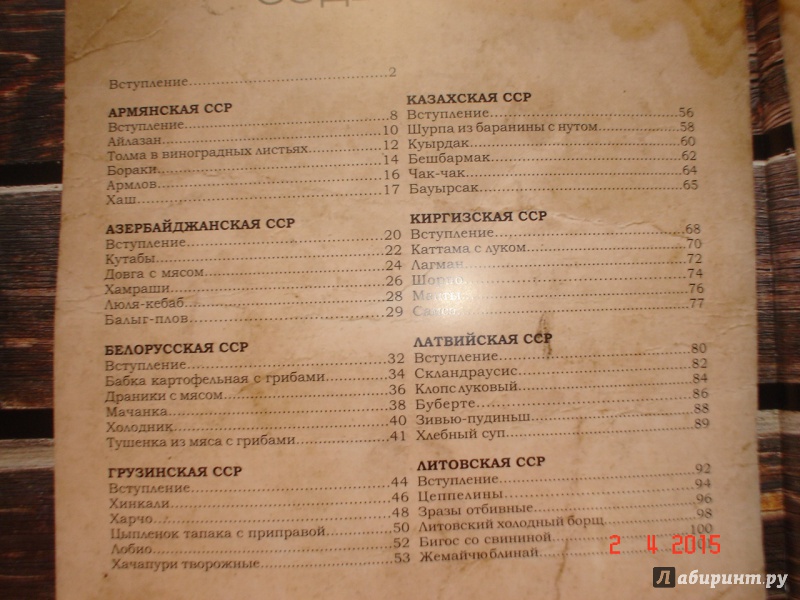 Вступление 2
АРМЯНСКАЯ ССР
Вступление 8
Айлазан 10
Толма в виноградных листьях 12
Бораки 14
Армлов 16
Хаш 17
АЗЕРБАЙДЖАНСКАЯ ССР
Вступление 20
Кутабы 22
Довга с мясом 24
Хамраши 26
Люля-кебаб 28
Балыг-плов 29
БЕЛОРУССКАЯ ССР
Вступление 32
Бабка картофельная с грибами 34
Драники с мясом 36
Мачанка 38
Холодник 40
Тушенка из мяса с грибами 41
ГРУЗИНСКАЯ ССР
Вступление 44
Хинкали 46
Харчо 48
Цыпленок тапака с приправой 50
Лобио 52
Хачапури творожные 53
КАЗАХСКАЯ ССР
Вступление 56
Шурпа из баранины с нутом 58
Куырдак 60
Бешбармак 62
Чак-чак 64
Бауырсак 65
КИРГИЗСКАЯ ССР
Вступление 68
Каттама с луком 70
Лагман 72
74
76
77
ЛАТВИЙСКАЯ ССР
Вступление 80
Скландраусис 82
Клопс луковый 84
Буберте 86
Зивью-пудиньш 88
Хлебный суп 89
ЛИТОВСКАЯ ССР
Вступление 92
Цеппелины 94
Зразы отбивные 96
Литовский холодный борщ 98
Бигос со свининой 100
Жемайчю блинай
2 4 2015
Лабиринт.ру